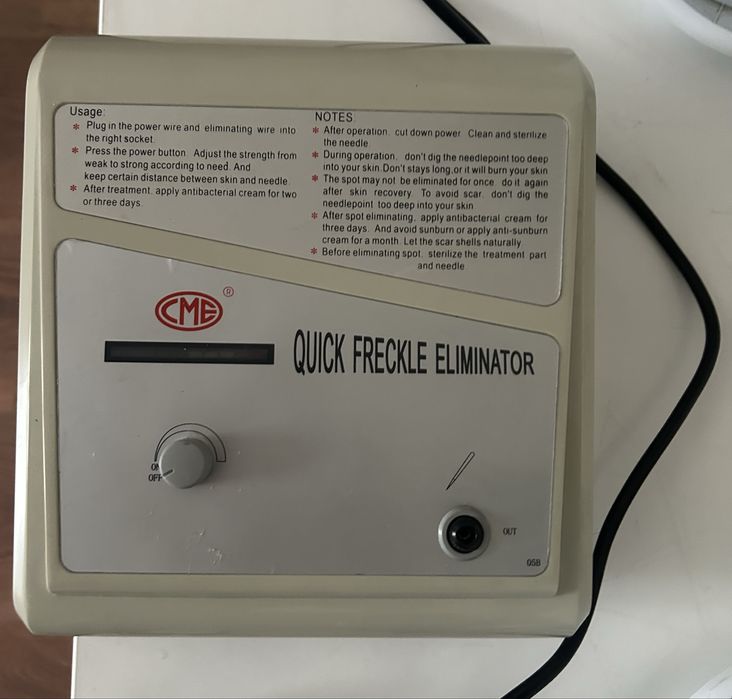 Usage:
* Plug in the power wire and eliminating wire into
the right socket.
* Press the power button. Adjust the strength from
weak to strong according to need. And.
keep certain distance between skin and needle.
* After treatment, apply antibacterial cream for two
or three days.
NOTES
* After operation, cut down power. Clean and sterilize
the needle.
* During operation, don't dig the needlepoint too deep
into your skin. Don't stays long,or it will burn your skin
* The spot may not be eliminated for once, do it again
after skin recovery. To avoid scar, don't dig the
needlepoint too deep into your skin.
* After spot eliminating, apply antibacterial cream for
three days. And avoid sunburn or apply anti-sunburn
cream for a month. Let the scar shells naturally.
* Before eliminating spot, sterilize the treatment part
and needle.
CME ®
QUICK FRECKLE ELIMINATOR
ON
OFF
OUT
05B